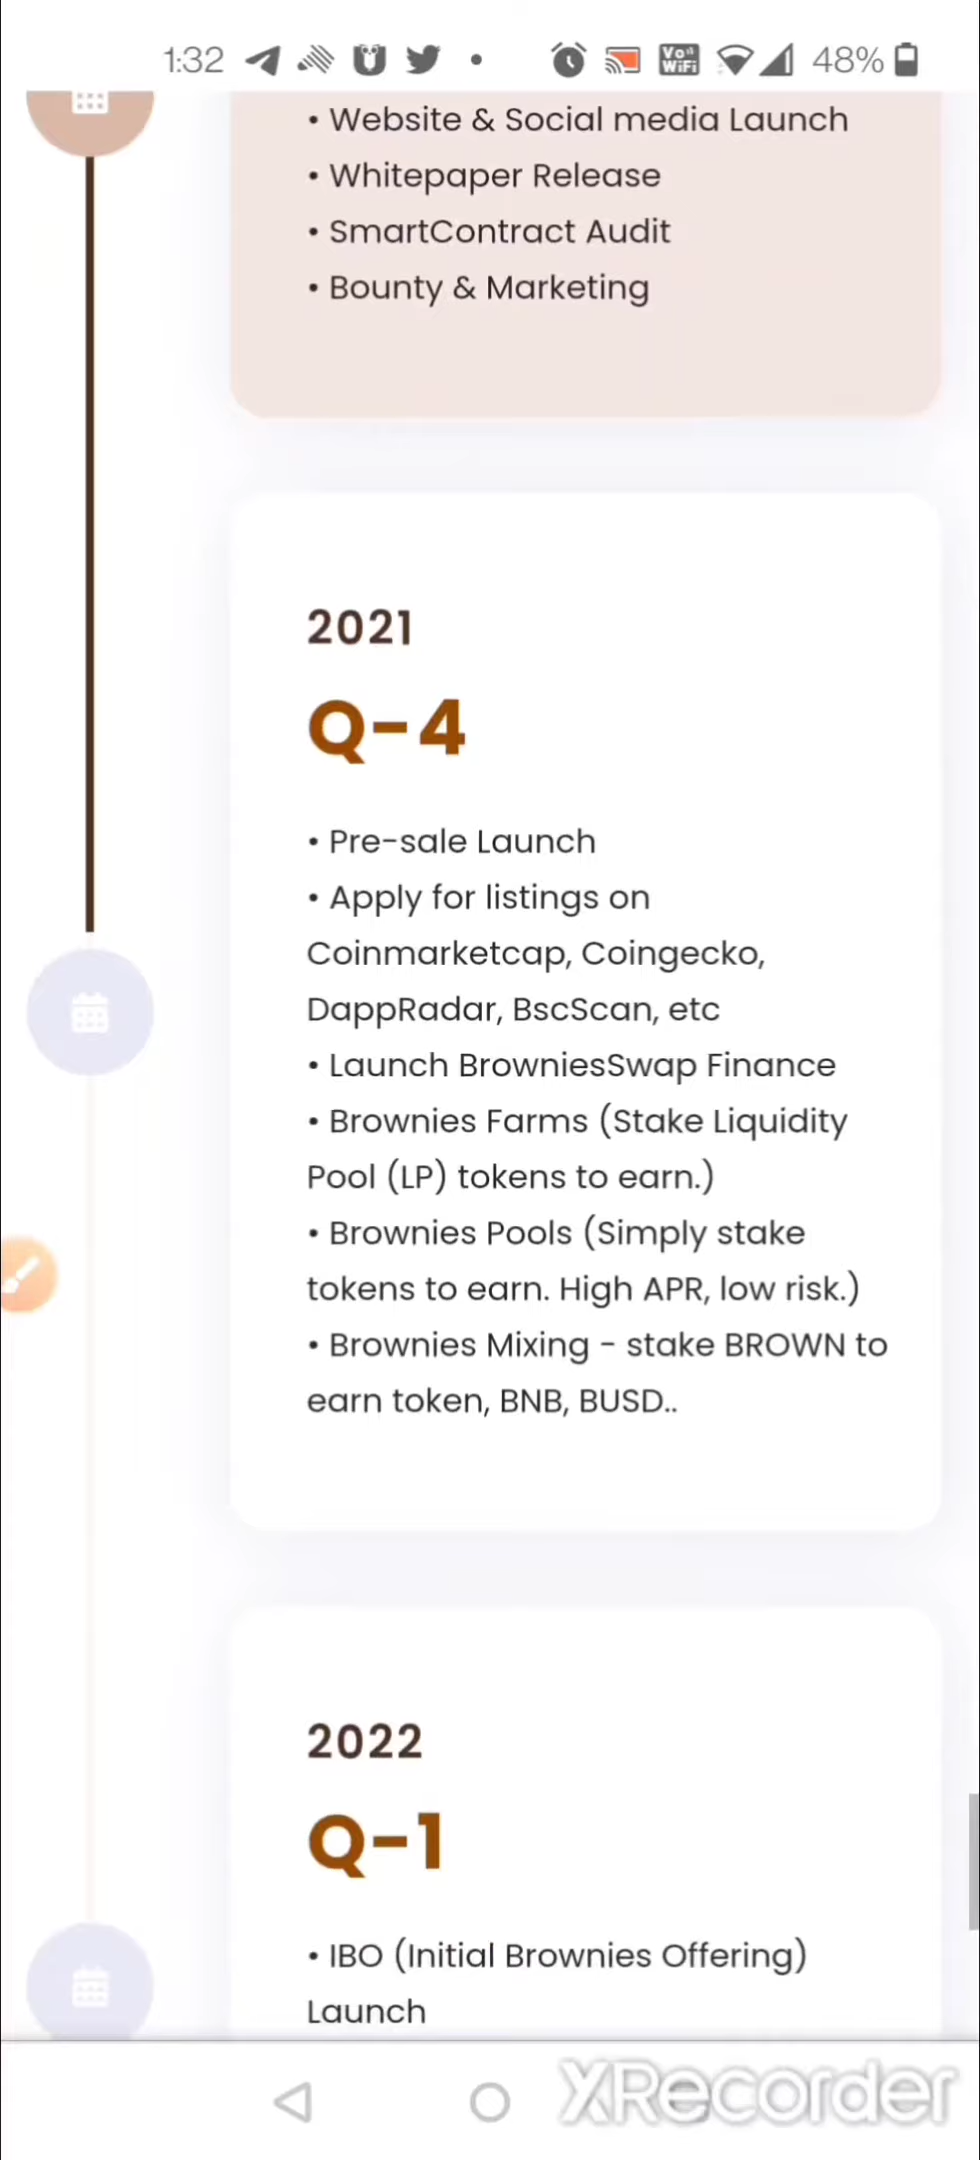 1:32 Vo WiFi 48%
• Website & Social media Launch
• Whitepaper Release
• SmartContract Audit
• Bounty & Marketing
2021
Q-4
• Pre-sale Launch
• Apply for listings on
Coinmarketcap, Coingecko,
DappRadar, BscScan, etc
• Launch BrowniesSwap Finance
• Brownies Farms (Stake Liquidity
Pool (LP) tokens to earn.)
• Brownies Pools (Simply stake
tokens to earn. High APR, low risk.)
• Brownies Mixing - stake BROWN to
earn token, BNB, BUSD..
2022
Q-1
• IBO (Initial Brownies Offering)
Launch
XRecorder